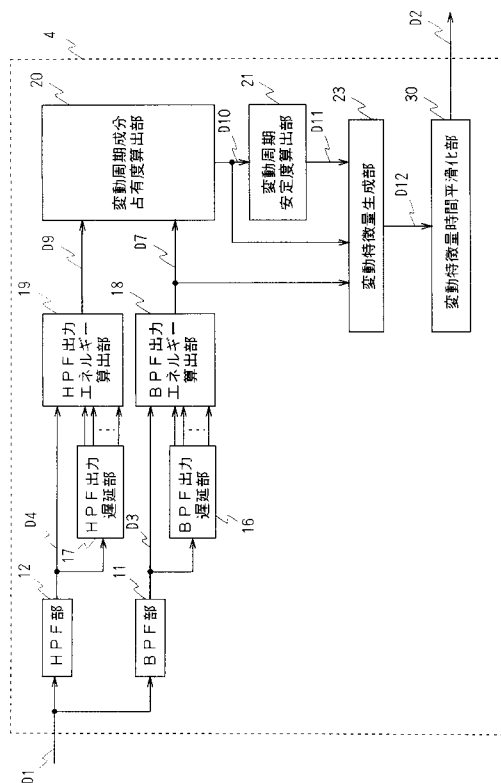 4
D1
12
HPF部
11
BPF部
D4
17
HPF出力
遅延部
D3
BPF出力
遅延部
16
19
HPF出力
エネルギー
算出部
18
BPF出力
エネルギー
算出部
D9
D7
20
変動周期成分
占有度算出部
D10
21
変動周期
安定度算出部
D11
23
変動特徴量生成部
D12
30
変動特徴量時間平滑化部
D2